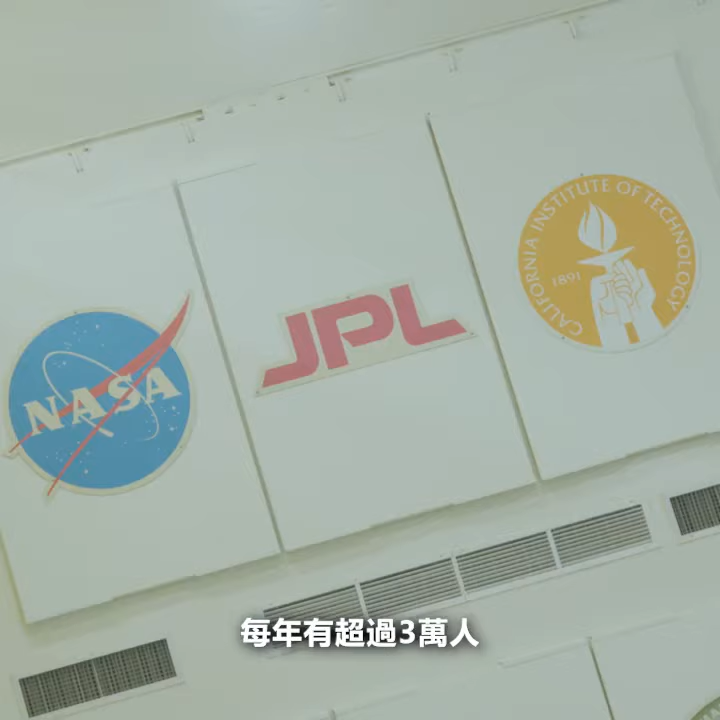 NASA
JPL
CALIFORNIA INSTITUTE OF TECHNOLOGY
1891
每年有超過3萬人